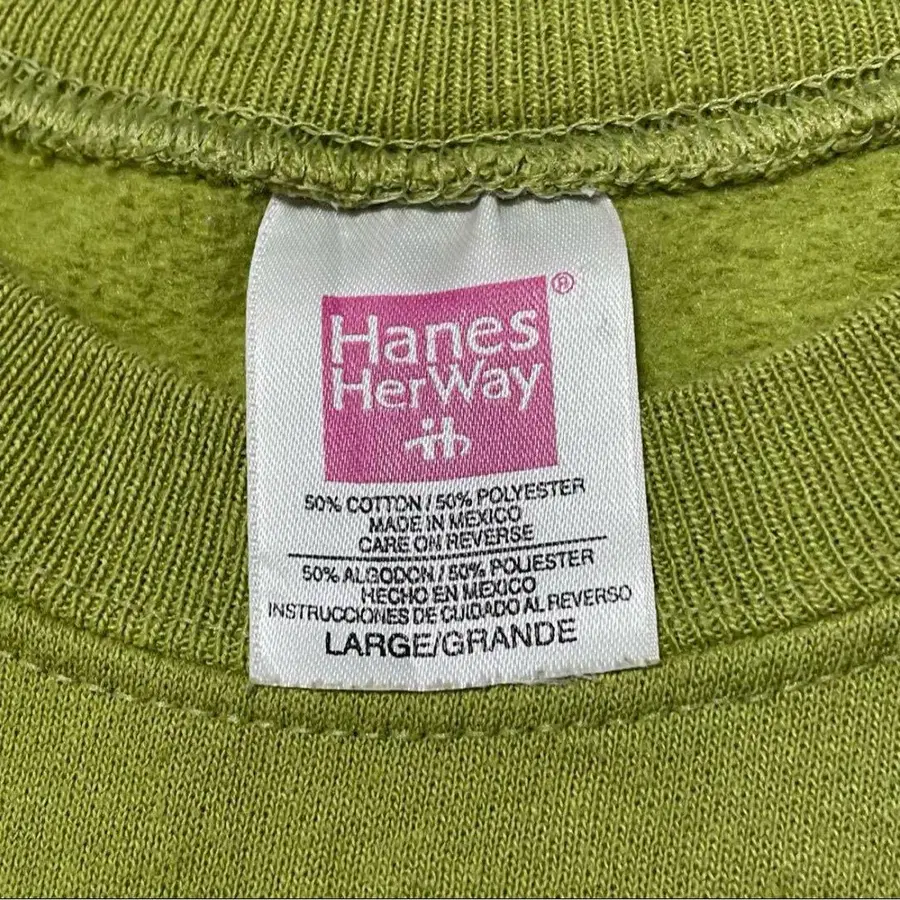 Hanes ®
HerWay
50% COTTON / 50% POLYESTER
MADE IN MEXICO
CARE ON REVERSE
50% ALGODON / 50% POLIESTER
HECHO EN MEXICO
INSTRUCCIONES DE CUIDADO AL REVERSO
LARGE/GRANDE